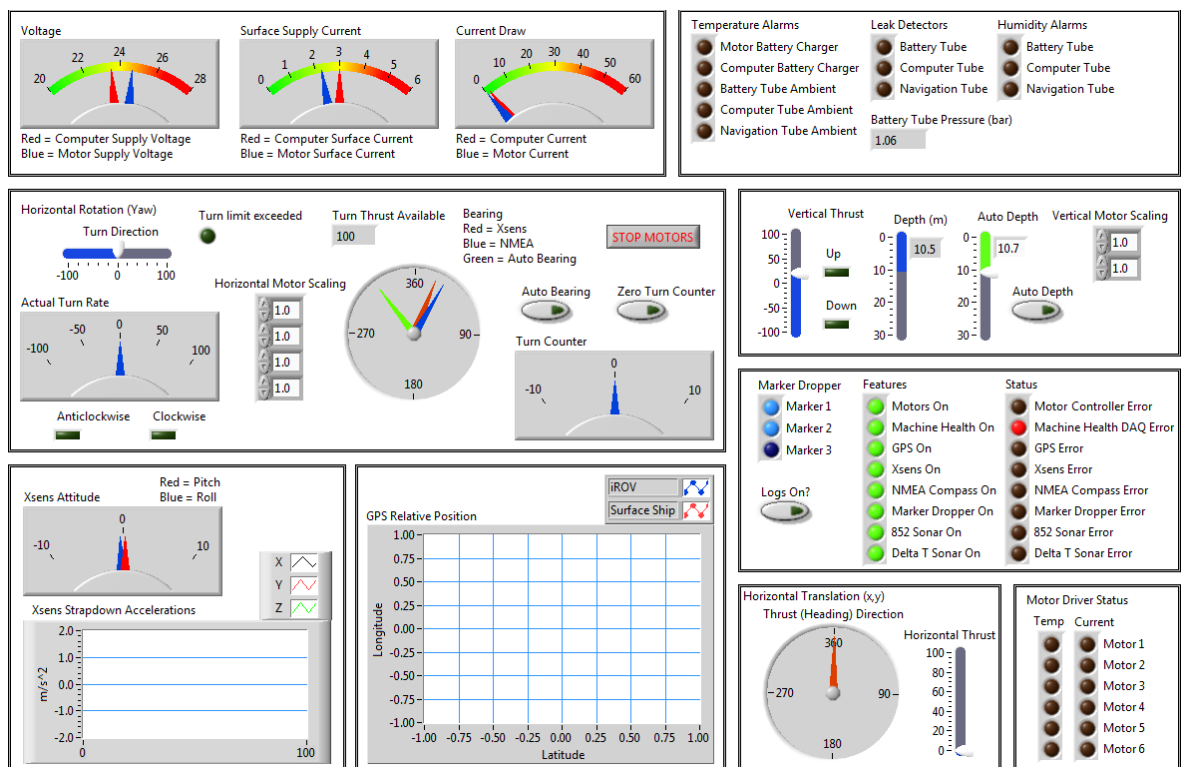 Voltage
20 22 24 26 28
Red = Computer Supply Voltage
Blue = Motor Supply Voltage
Surface Supply Current
0 1 2 3 4 5 6
Red = Computer Surface Current
Blue = Motor Surface Current
Current Draw
0 10 20 30 40 50 60
Red = Computer Current
Blue = Motor Current
Temperature Alarms
Motor Battery Charger
Computer Battery Charger
Battery Tube Ambient
Computer Tube Ambient
Navigation Tube Ambient
Leak Detectors
Battery Tube
Computer Tube
Navigation Tube
Humidity Alarms
Battery Tube
Computer Tube
Navigation Tube
Battery Tube Pressure (bar)
1.06
Horizontal Rotation (Yaw)
Turn Direction
-100 0 100
Turn limit exceeded
Turn Thrust Available
100
Bearing
Red = Xsens
Blue = NMEA
Green = Auto Bearing
STOP MOTORS
Actual Turn Rate
-100 -50 0 50 100
Anticlockwise
Clockwise
Horizontal Motor Scaling
1.0
1.0
1.0
1.0
360
270
90
180
Auto Bearing
Zero Turn Counter
Turn Counter
-10 0 10
Vertical Thrust
100
50
0
-50
-100
Up
Down
Depth (m)
0
10
20
30
10.5
Auto Depth
0
10
20
30
10.7
Auto Depth
Vertical Motor Scaling
1.0
1.0
Marker Dropper
Marker 1
Marker 2
Marker 3
Logs On?
Features
Motors On
Machine Health On
GPS On
Xsens On
NMEA Compass On
Marker Dropper On
852 Sonar On
Delta T Sonar On
Status
Motor Controller Error
Machine Health DAQ Error
GPS Error
Xsens Error
NMEA Compass Error
Marker Dropper Error
852 Sonar Error
Delta T Sonar Error
Xsens Attitude
Red = Pitch
Blue = Roll
-10 0 10
X
Y
Z
Xsens Strapdown Accelerations
m/s^2
2.0
1.0
0.0
-1.0
-2.0
0 100
iROV
Surface Ship
GPS Relative Position
Longitude
1.00
0.75
0.50
0.25
0.00
-0.25
-0.50
-0.75
-1.00
-1.00 -0.75 -0.50 -0.25 0.00 0.25 0.50 0.75 1.00
Latitude
Horizontal Translation (x,y)
Thrust (Heading) Direction
360
270
90
180
Horizontal Thrust
100
80
60
40
20
0
Motor Driver Status
Temp Current
Motor 1
Motor 2
Motor 3
Motor 4
Motor 5
Motor 6